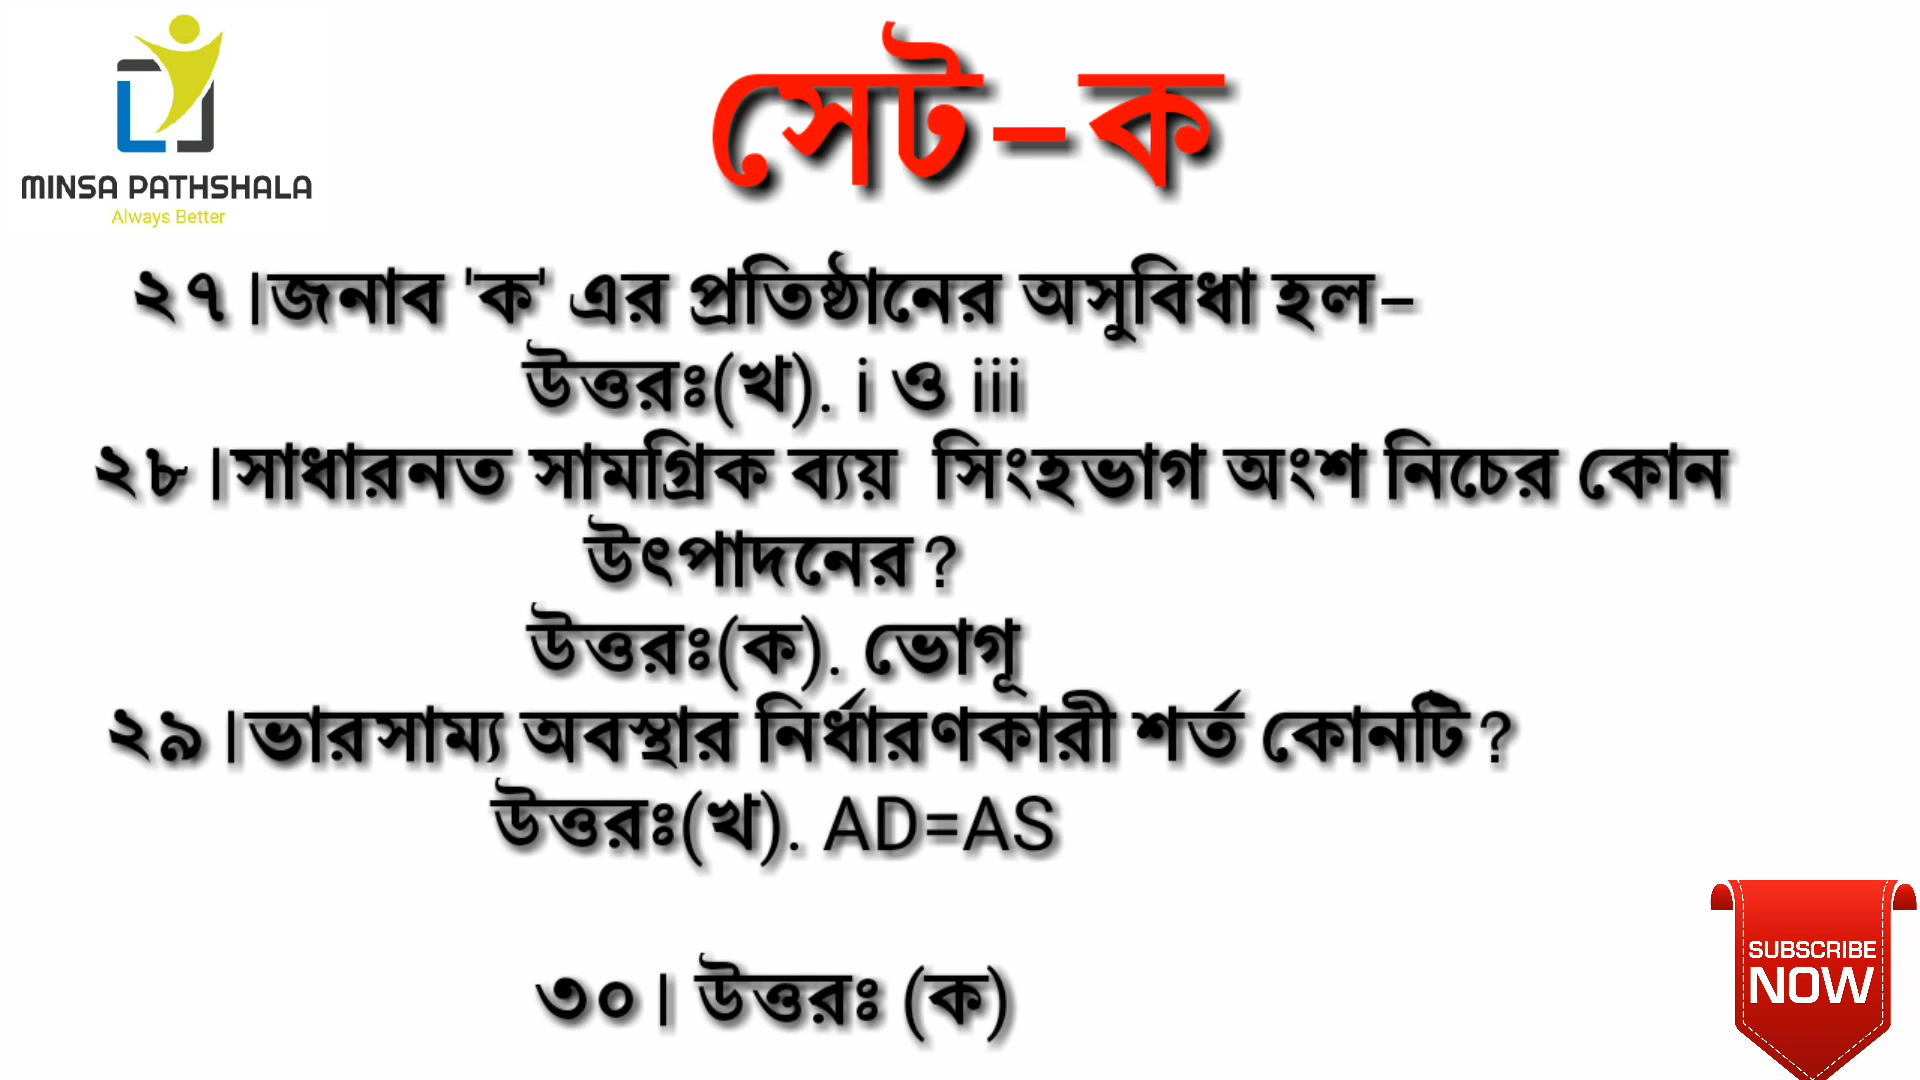 MINSA PATHSHALA
Always Better
সেট-ক
২৭।জনাব 'ক' এর প্রতিষ্ঠানের অসুবিধা হল-
উত্তরঃ(খ). i ও iii
২৮।সাধারনত সামগ্রিক ব্যয় সিংহভাগ অংশ নিচের কোন
উৎপাদনের?
উত্তরঃ(ক). ভোগূ
২৯।ভারসাম্য অবস্থার নির্ধারণকারী শর্ত কোনটি?
উত্তরঃ(খ). AD=AS
৩০। উত্তরঃ (ক)
SUBSCRIBE
NOW